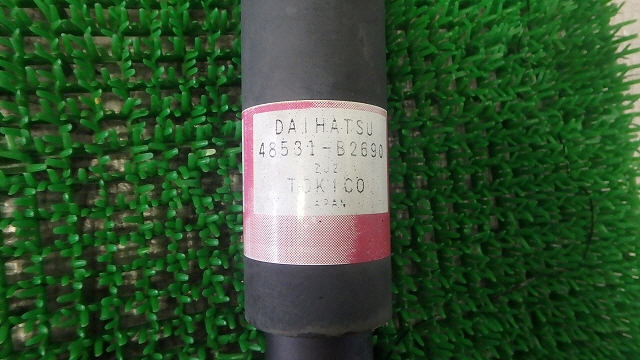 DAIHATSU
48531-B2690
TOKICO
JAPAN